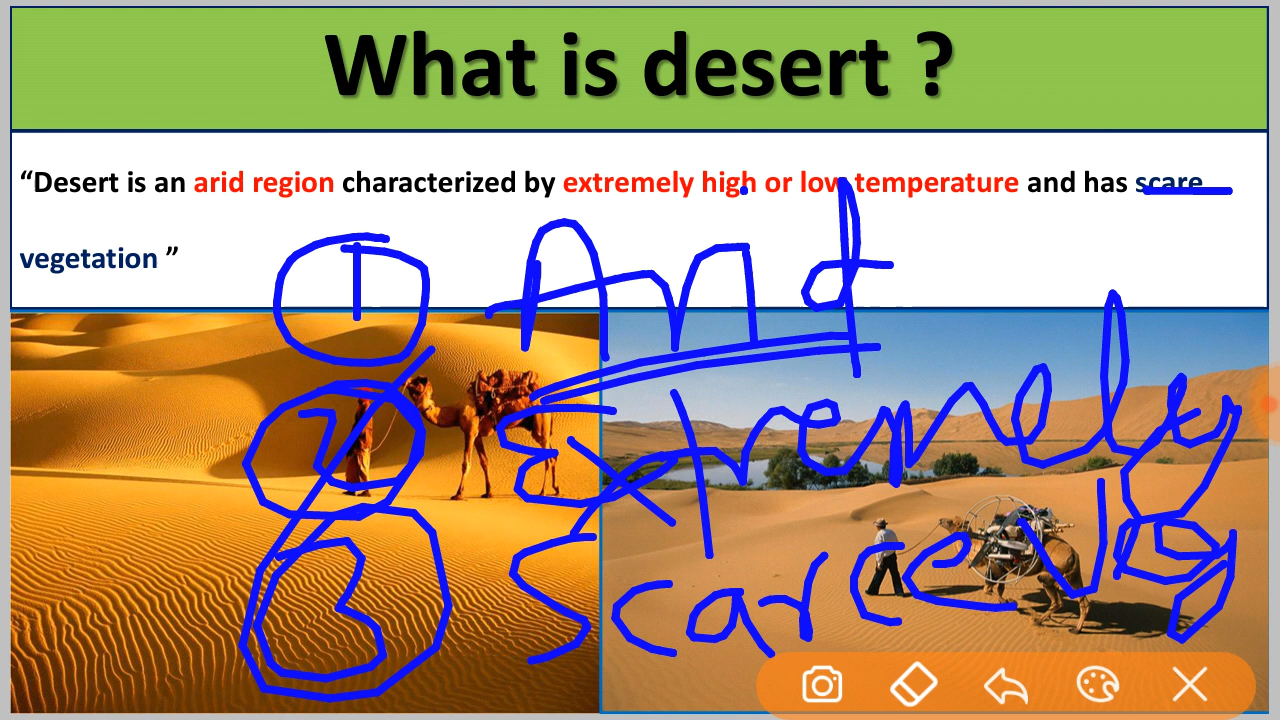 What is desert ?
“Desert is an arid region characterized by extremely high or low temperature and has scare
vegetation ”
① Arid
② Extremely
③ Scarcely